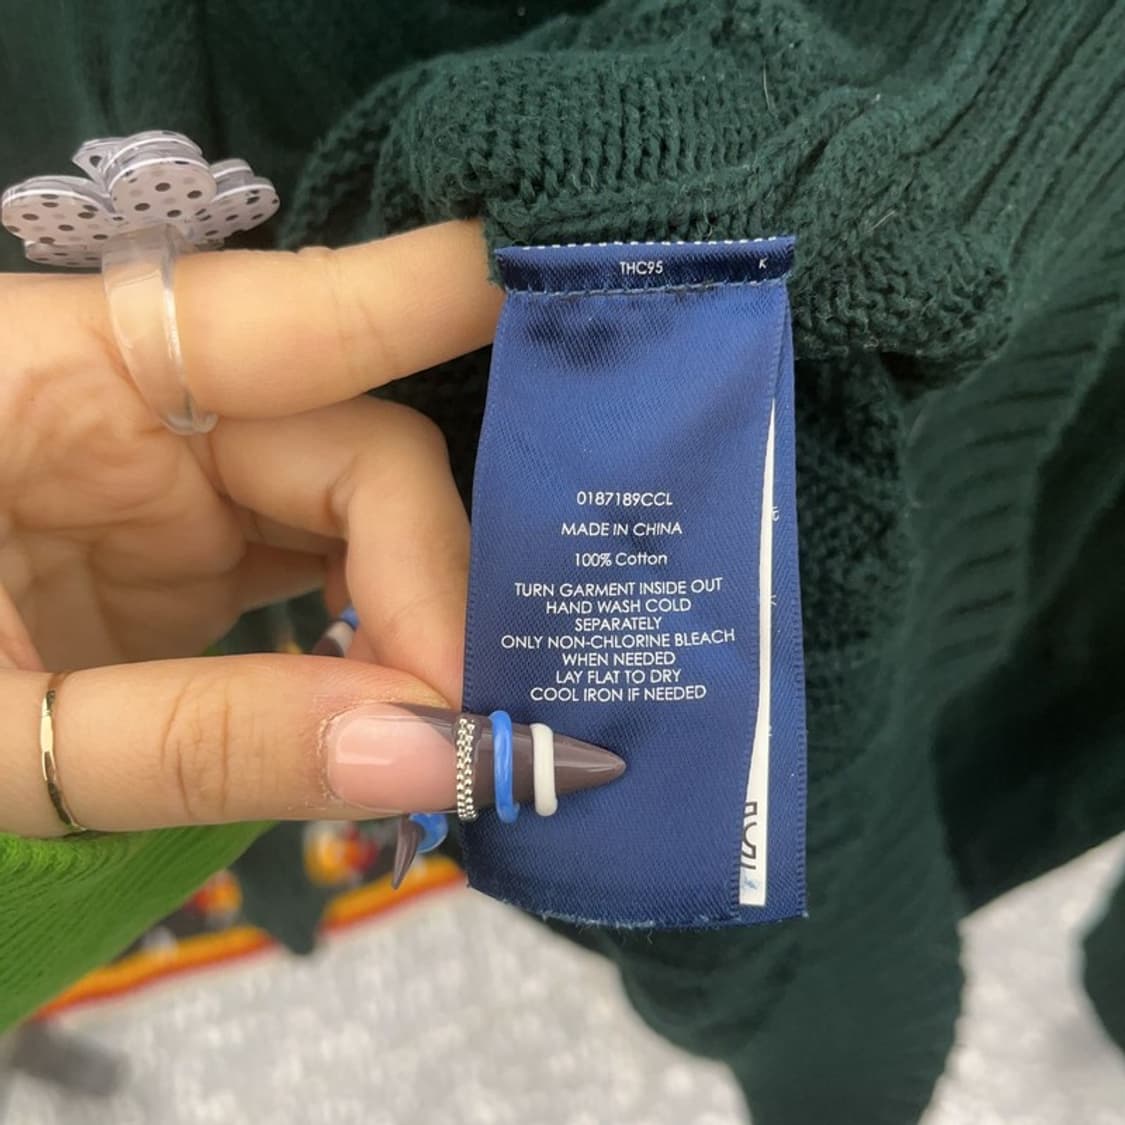 THC95 K
0187189CCL
MADE IN CHINA
100% Cotton
TURN GARMENT INSIDE OUT
HAND WASH COLD
SEPARATELY
ONLY NON-CHLORINE BLEACH
WHEN NEEDED
LAY FLAT TO DRY
COOL IRON IF NEEDED